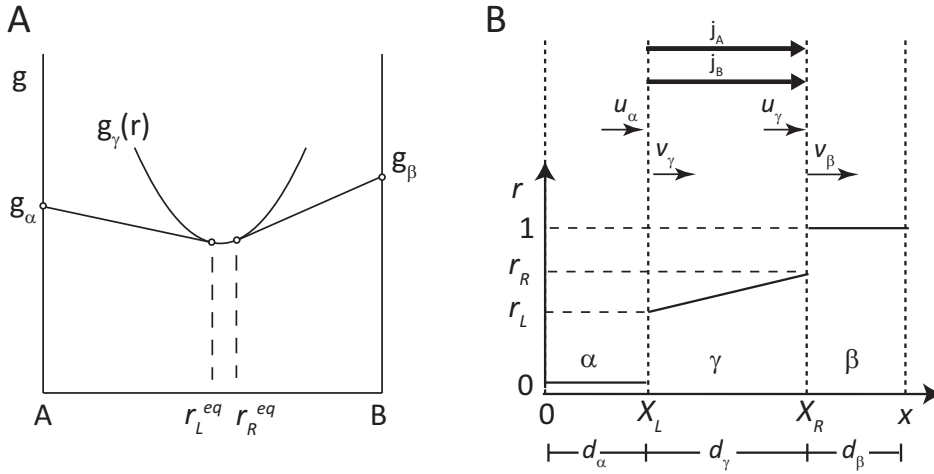 A
g
g_γ(r)
g_β
g_α
A
r_L^eq
r_R^eq
B
B
j_A
j_B
u_α
u_γ
v_γ
v_β
r
1
r_R
r_L
α
γ
β
0
0
X_L
X_R
x
d_α
d_γ
d_β